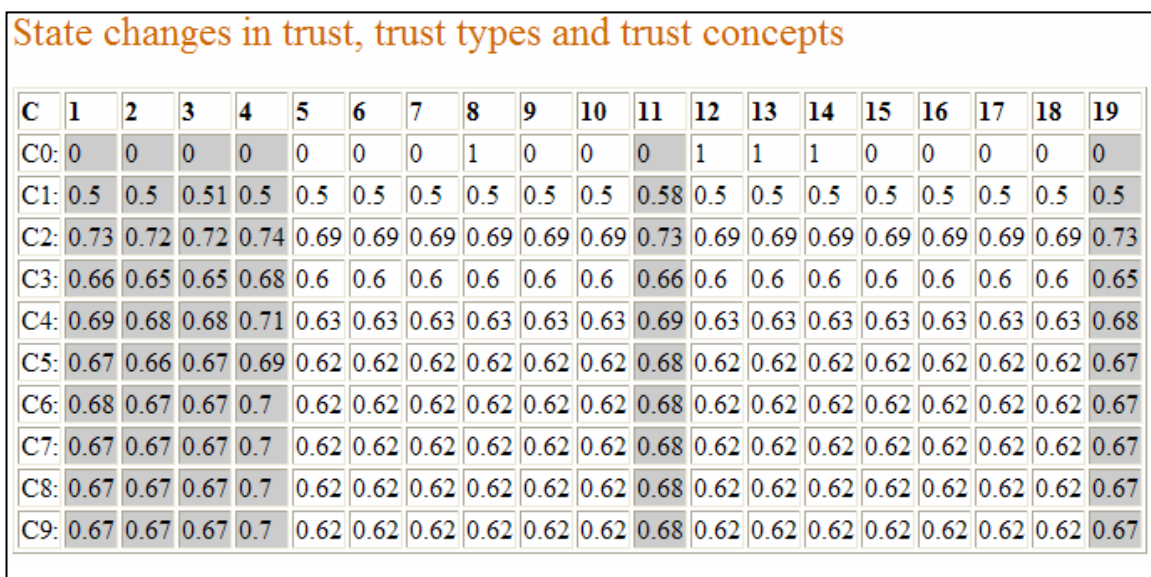 State changes in trust, trust types and trust concepts
C 1 2 3 4 5 6 7 8 9 10 11 12 13 14 15 16 17 18 19
C0: 0 0 0 0 0 0 0 1 0 0 0 1 1 1 0 0 0 0 0
C1: 0.5 0.5 0.51 0.5 0.5 0.5 0.5 0.5 0.5 0.5 0.58 0.5 0.5 0.5 0.5 0.5 0.5 0.5 0.5
C2: 0.73 0.72 0.72 0.74 0.69 0.69 0.69 0.69 0.69 0.69 0.73 0.69 0.69 0.69 0.69 0.69 0.69 0.69 0.73
C3: 0.66 0.65 0.65 0.68 0.6 0.6 0.6 0.6 0.6 0.6 0.66 0.6 0.6 0.6 0.6 0.6 0.6 0.6 0.65
C4: 0.69 0.68 0.68 0.71 0.63 0.63 0.63 0.63 0.63 0.63 0.69 0.63 0.63 0.63 0.63 0.63 0.63 0.63 0.68
C5: 0.67 0.66 0.67 0.69 0.62 0.62 0.62 0.62 0.62 0.62 0.68 0.62 0.62 0.62 0.62 0.62 0.62 0.62 0.67
C6: 0.68 0.67 0.67 0.7 0.62 0.62 0.62 0.62 0.62 0.62 0.68 0.62 0.62 0.62 0.62 0.62 0.62 0.62 0.67
C7: 0.67 0.67 0.67 0.7 0.62 0.62 0.62 0.62 0.62 0.62 0.68 0.62 0.62 0.62 0.62 0.62 0.62 0.62 0.67
C8: 0.67 0.67 0.67 0.7 0.62 0.62 0.62 0.62 0.62 0.62 0.68 0.62 0.62 0.62 0.62 0.62 0.62 0.62 0.67
C9: 0.67 0.67 0.67 0.7 0.62 0.62 0.62 0.62 0.62 0.62 0.68 0.62 0.62 0.62 0.62 0.62 0.62 0.62 0.67